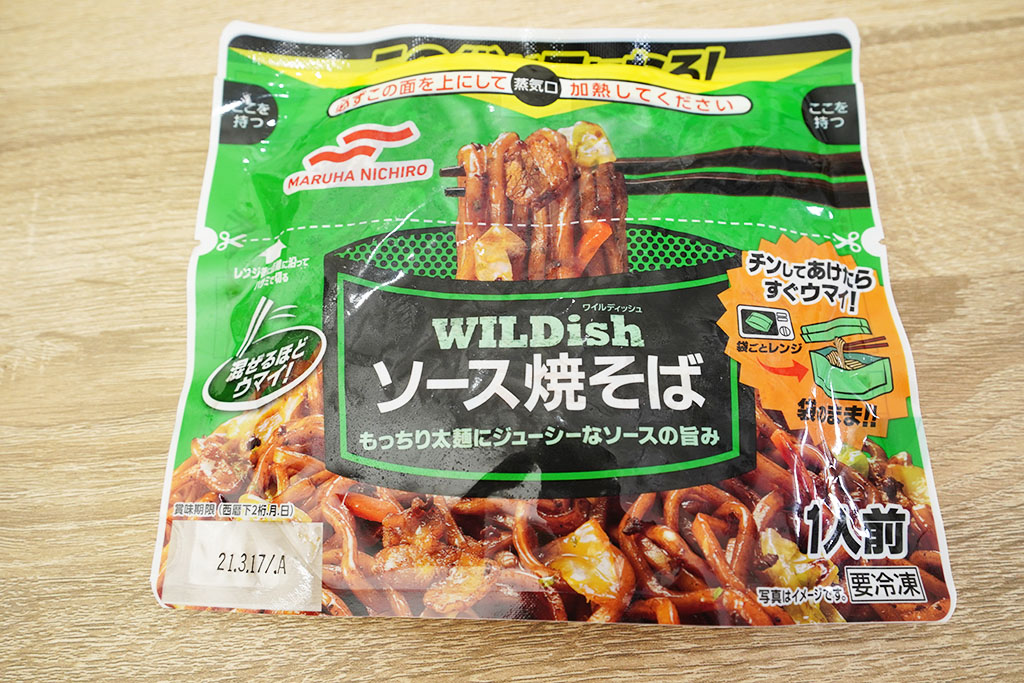 必ずこの面を上にして 蒸気口 加熱してください
ここを
持つ
ここを
持つ
MARUHA NICHIRO
チンしてあけたら
すぐウマイ!
袋ごとレンジ
袋のまま!!
混ぜるほど
ウマイ!
ワイルディッシュ
WILDish
ソース焼そば
もっちり太麺にジューシーなソースの旨み
賞味期限(西暦下2桁.月.日)
21.3.17/.A
1人前
写真はイメージです。
要冷凍